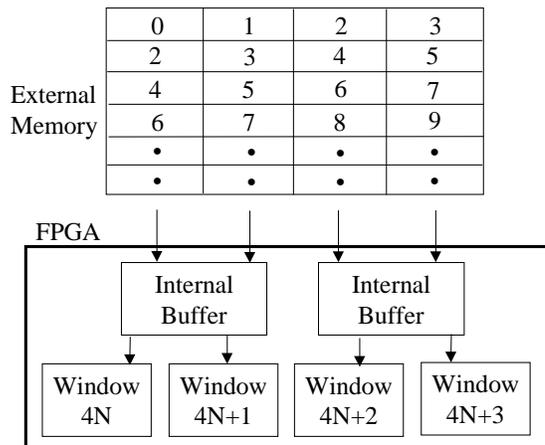 0 1 2 3
2 3 4 5
4 5 6 7
6 7 8 9
External
Memory
FPGA
Internal
Buffer
Internal
Buffer
Window
4N
Window
4N+1
Window
4N+2
Window
4N+3